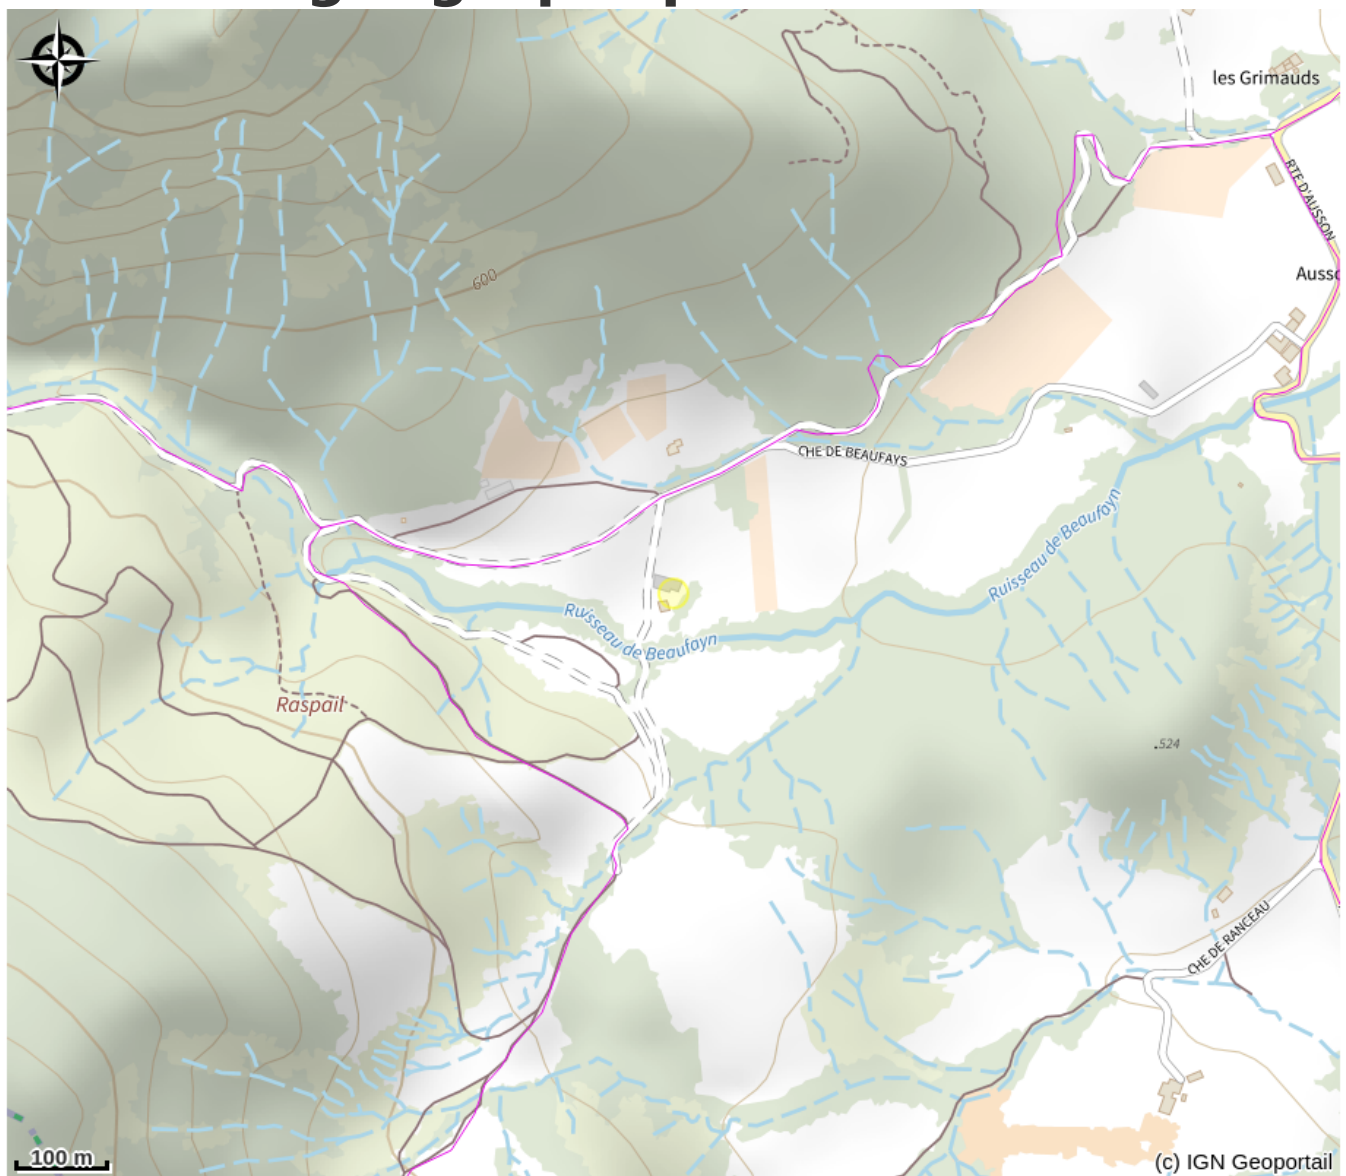 les Grimauds
RTE D'AUSSON
Ausso
600
CHE DE BEAUFAYS
Ruisseau de Beaufayn
Ruisseau de Beaufayn
Raspail
.524
CHE DE RANCEAU
100 m
(c) IGN Geoportail